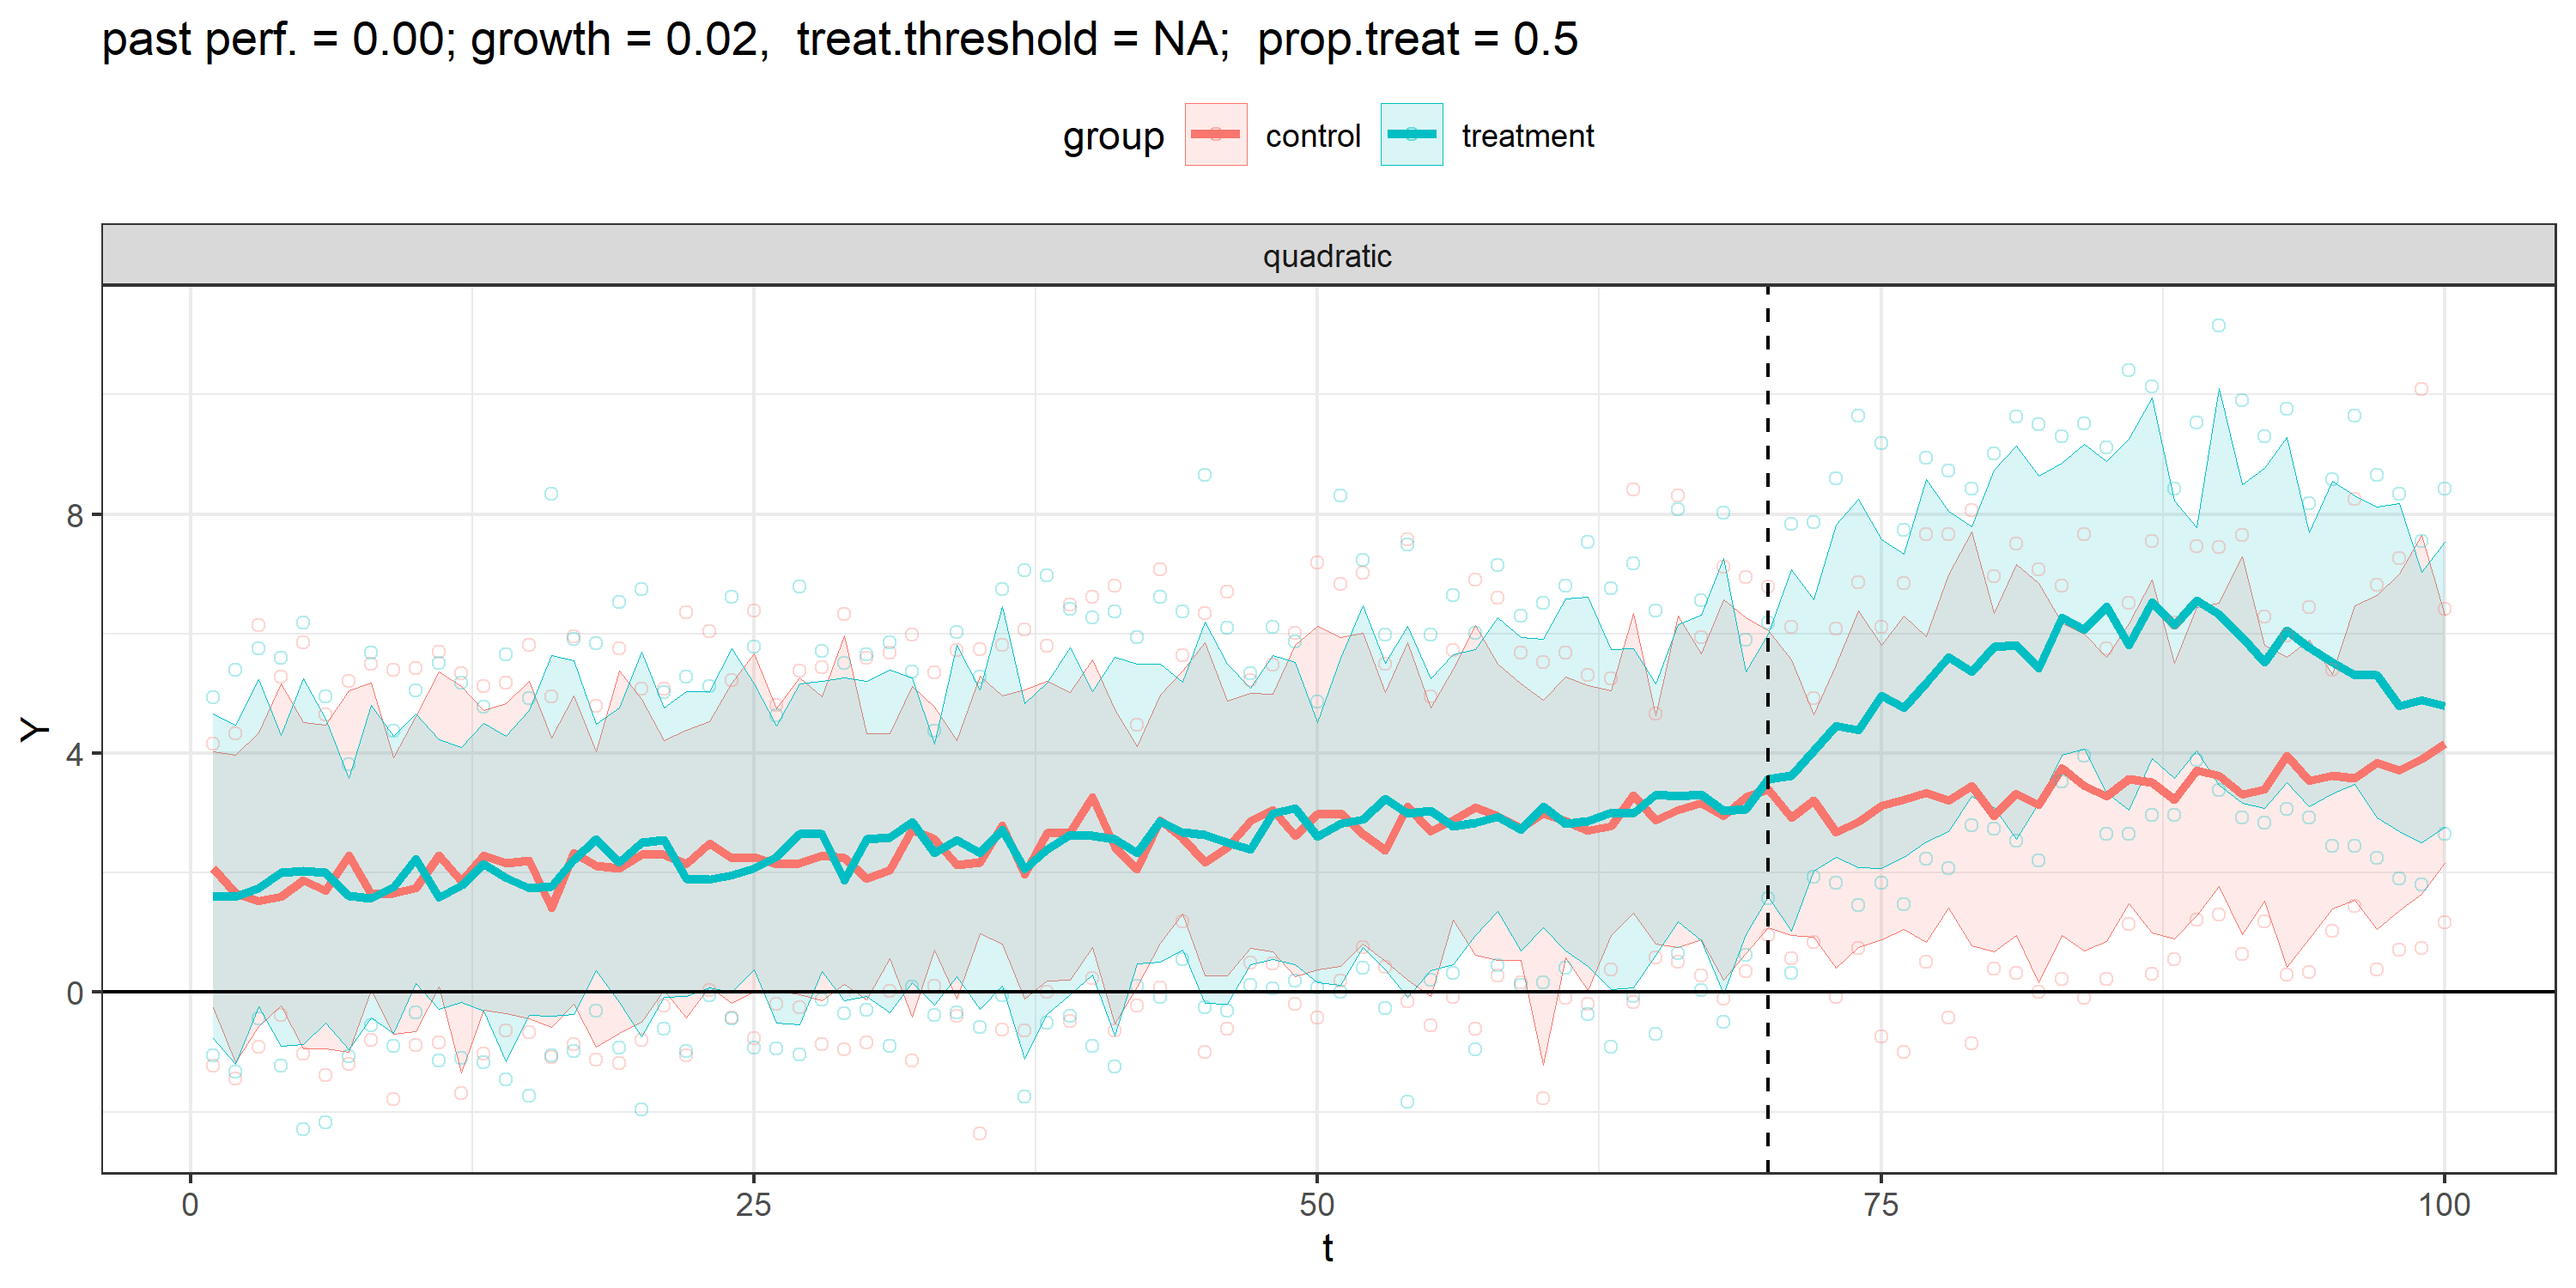 past perf. = 0.00; growth = 0.02,  treat.threshold = NA;  prop.treat = 0.5
group control treatment
quadratic
Y
8
4
0
0 25 50 75 100
t